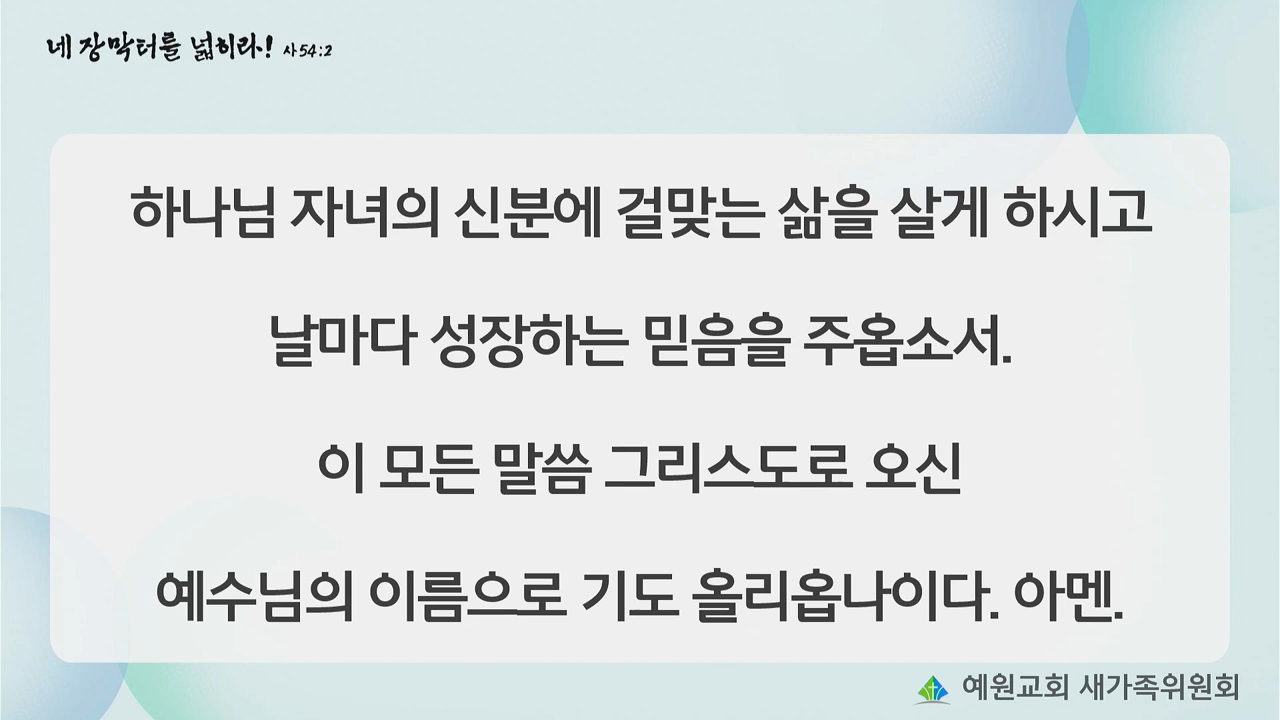 네 장막터를 넓히라! 사54:2
하나님 자녀의 신분에 걸맞는 삶을 살게 하시고
날마다 성장하는 믿음을 주옵소서.
이 모든 말씀 그리스도로 오신
예수님의 이름으로 기도 올리옵나이다. 아멘.
예원교회 새가족위원회